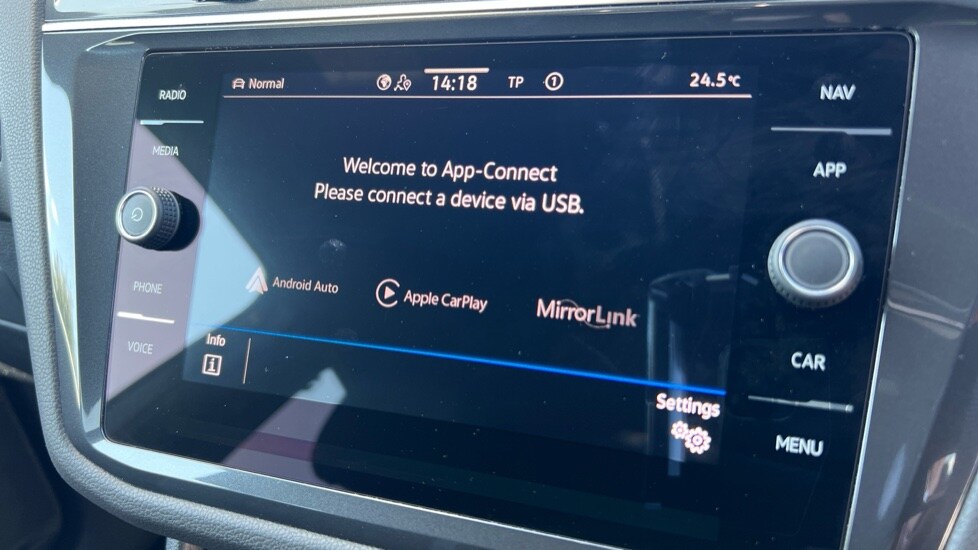 RADIO
MEDIA
PHONE
VOICE
Normal 14:18 TP 1 24.5°C
Welcome to App-Connect
Please connect a device via USB.
Android Auto Apple CarPlay MirrorLink
Info
i
Settings
NAV
APP
CAR
MENU